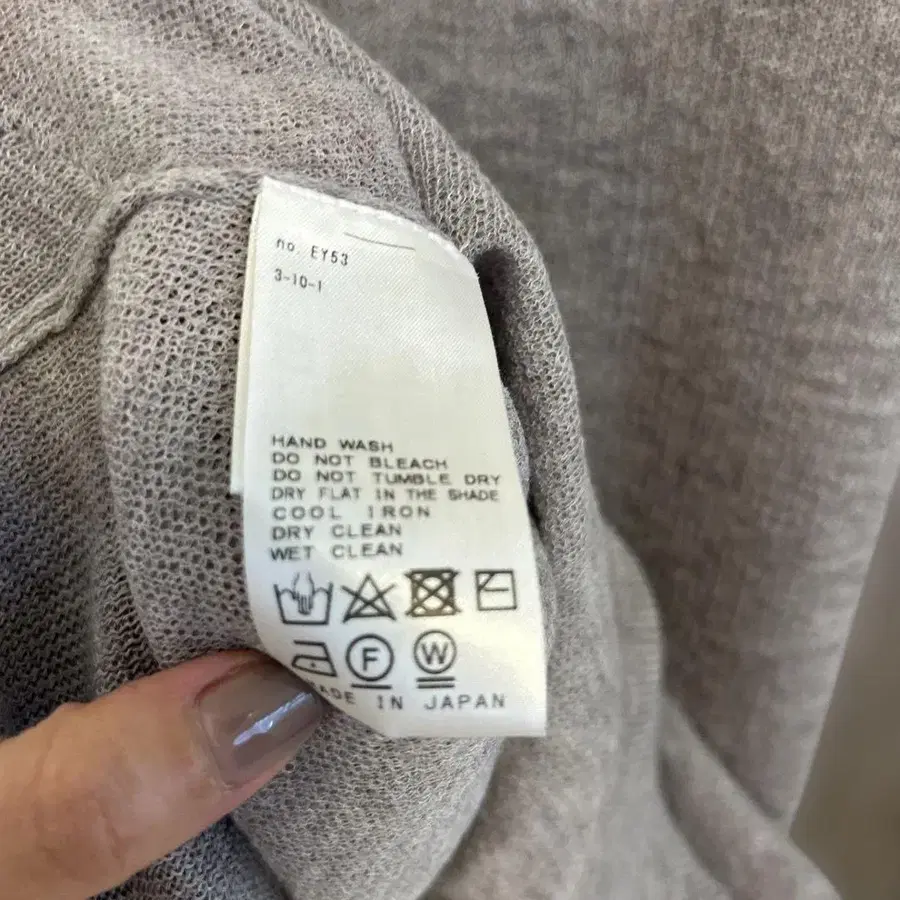 no. EY53
3-10-1
HAND WASH
DO NOT BLEACH
DO NOT TUMBLE DRY
DRY FLAT IN THE SHADE
COOL IRON
DRY CLEAN
WET CLEAN
F W
MADE IN JAPAN